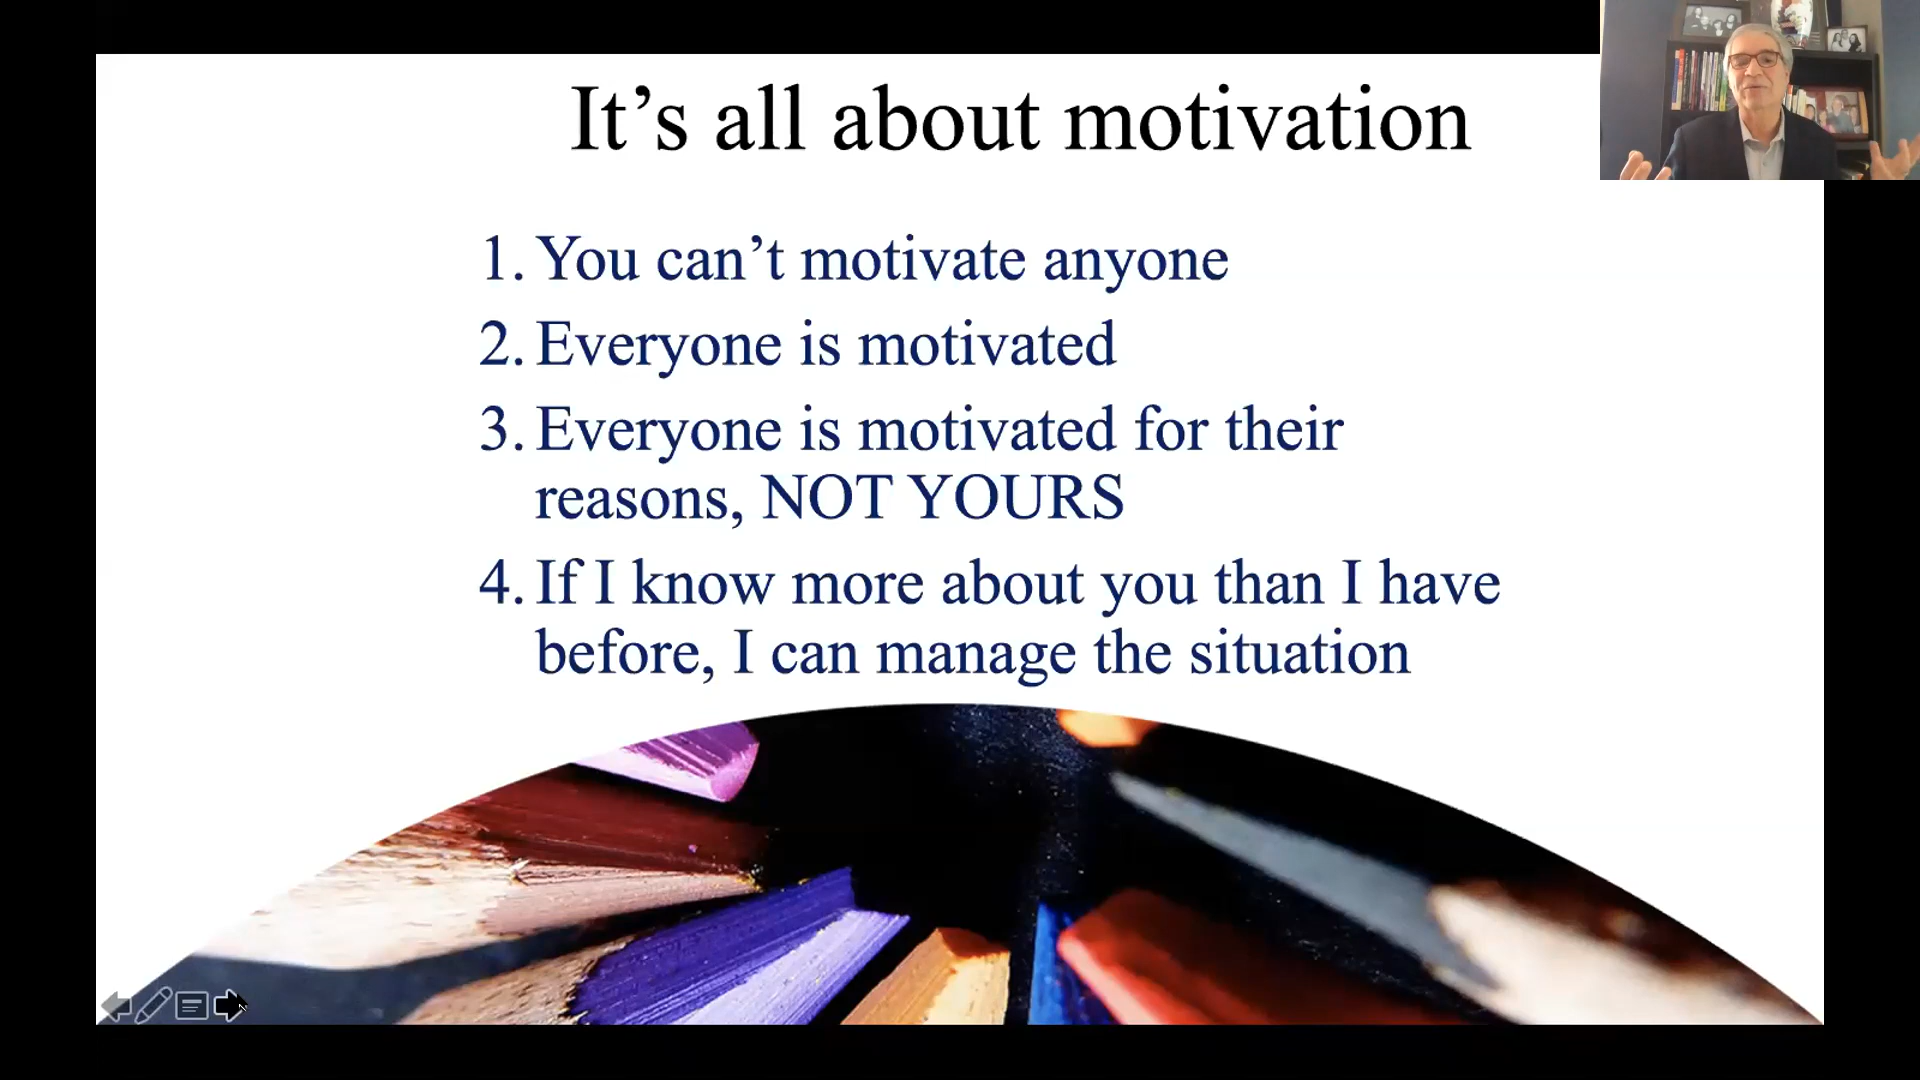 It’s all about motivation
1. You can’t motivate anyone
2. Everyone is motivated
3. Everyone is motivated for their
reasons, NOT YOURS
4. If I know more about you than I have
before, I can manage the situation